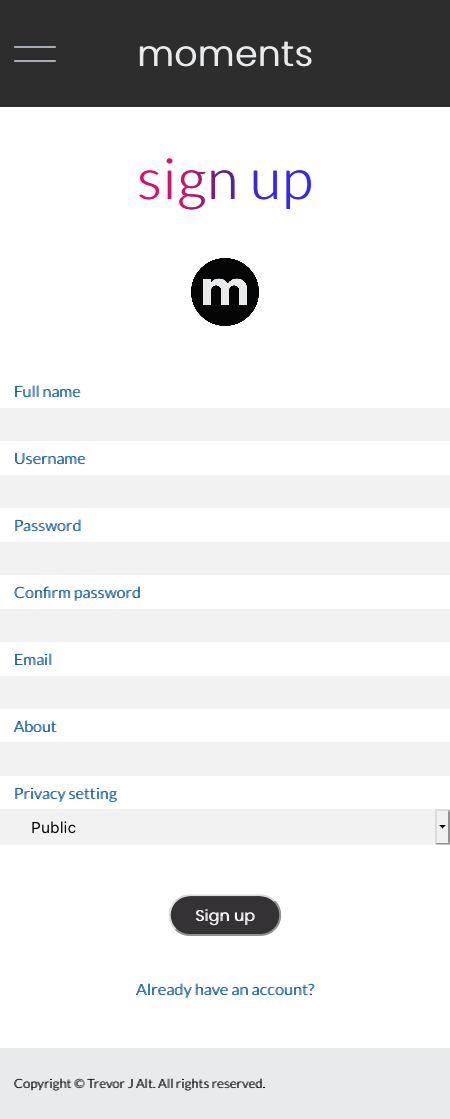 moments
sign up
m
Full name
Username
Password
Confirm password
Email
About
Privacy setting
Public
Sign up
Already have an account?
Copyright © Trevor J Alt. All rights reserved.